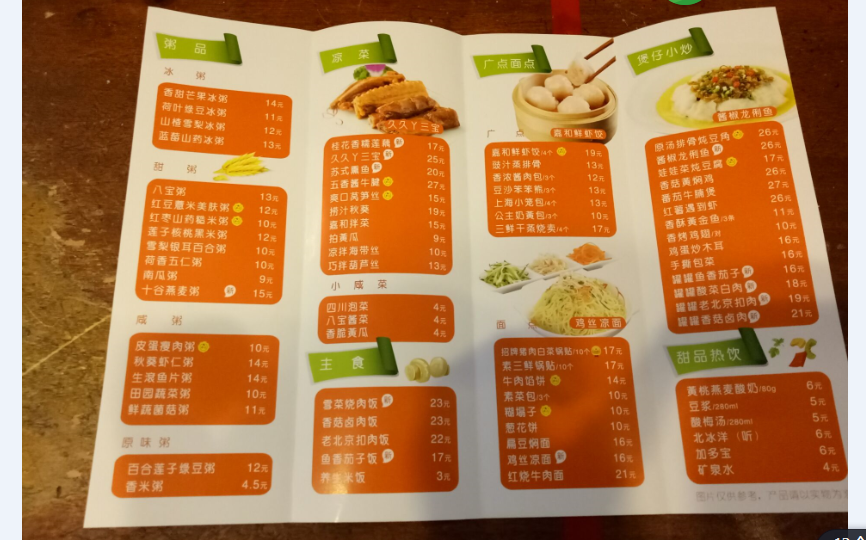 粥品
冰粥
香甜芒果冰粥 14元
荷叶绿豆冰粥 11元
山楂雪梨冰粥 12元
蓝莓山药冰粥 13元
甜粥
八宝粥 13元
红豆薏米美肤粥 12元
红枣山药糙米粥 10元
莲子核桃黑米粥 12元
雪梨银耳百合粥 10元
荷香五仁粥 10元
南瓜粥 9元
十谷燕麦粥 新 15元
咸粥
皮蛋瘦肉粥 10元
秋葵虾仁粥 14元
生滚鱼片粥 14元
田园蔬菜粥 10元
鲜蔬菌菇粥 11元
原味粥
百合莲子绿豆粥 12元
香米粥 4.5元
凉菜
久久丫三宝
桂花香糯莲藕 新 17元
久久丫三宝 新 25元
苏式熏鱼 新 20元
五香酱牛腱 27元
爽口莴笋丝 15元
捞汁秋葵 19元
嘉和拌菜 15元
拍黄瓜 9元
凉拌海带丝 10元
巧拌葫芦丝 13元
小咸菜
四川泡菜 4元
八宝酱菜 4元
香脆黄瓜 4元
主食
雪菜烧肉饭 新 23元
香菇卤肉饭 23元
老北京扣肉饭 22元
鱼香茄子饭 新 17元
米饭 3元
广点面点
广点
嘉和鲜虾饺
嘉和鲜虾饺/4个 19元
豉汁蒸排骨 13元
香浓酱肉包/3个 12元
豆沙笨笨熊/3个 13元
上海小笼包/4个 13元
公主奶黄包/3个 10元
三鲜干蒸烧卖/4个 17元
面点
鸡丝凉面
招牌猪肉白菜锅贴/10个 17元
素三鲜锅贴/10个 17元
牛肉馅饼 14元
素菜包/3个 10元
糊塌子 10元
葱花饼 10元
扁豆焖面 16元
鸡丝凉面 新 16元
红烧牛肉面 21元
煲仔小炒
酱椒龙利鱼
原汤排骨炖豆角 26元
酱椒龙利鱼 新 26元
娃娃菜炖豆腐 17元
香菇黄焖鸡 26元
番茄牛腩煲 27元
红薯遇到虾 26元
香酥黄金鱼/3条 11元
香烤鸡翅/对 10元
鸡蛋炒木耳 16元
手撕包菜 16元
罐罐鱼香茄子 新 16元
罐罐酸菜白肉 新 18元
罐罐老北京扣肉 新 19元
罐罐香菇卤肉 新 21元
甜品热饮
黄桃燕麦酸奶/80g 6元
豆浆/280ml 5元
酸梅汤/280ml 5元
北冰洋（听） 6元
加多宝 6元
矿泉水 4元
图片仅供参考，产品请以实物为